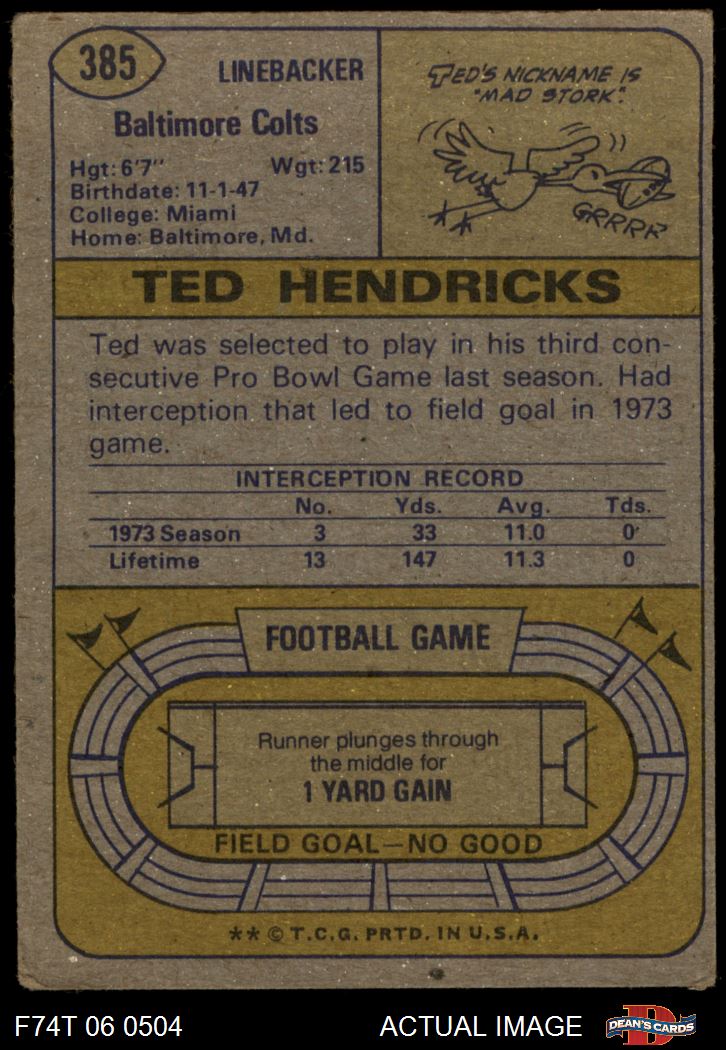 385
LINEBACKER
Baltimore Colts
Hgt: 6'7" Wgt: 215
Birthdate: 11-1-47
College: Miami
Home: Baltimore, Md.
TED'S NICKNAME IS
"MAD STORK".
GRRRR
TED HENDRICKS
Ted was selected to play in his third con-
secutive Pro Bowl Game last season. Had
interception that led to field goal in 1973
game.
INTERCEPTION RECORD
No. Yds. Avg. Tds.
1973 Season 3 33 11.0 0
Lifetime 13 147 11.3 0
FOOTBALL GAME
Runner plunges through
the middle for
1 YARD GAIN
FIELD GOAL—NO GOOD
** © T.C.G. PRTD. IN U.S.A.
F74T 06 0504 ACTUAL IMAGE D DEAN'S CARDS